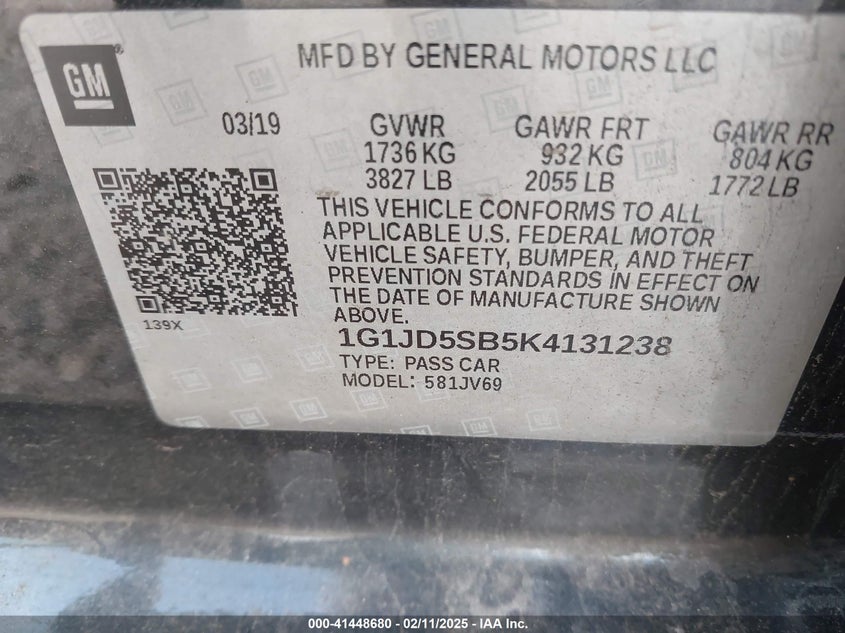 GM®
MFD BY GENERAL MOTORS LLC
03/19 GVWR GAWR FRT GAWR RR
1736 KG 932 KG 804 KG
3827 LB 2055 LB 1772 LB
THIS VEHICLE CONFORMS TO ALL
APPLICABLE U.S. FEDERAL MOTOR
VEHICLE SAFETY, BUMPER, AND THEFT
PREVENTION STANDARDS IN EFFECT ON
THE DATE OF MANUFACTURE SHOWN
ABOVE.
139X
1G1JD5SB5K4131238
TYPE: PASS CAR
MODEL: 581JV69
000-41448680 - 02/11/2025 - IAA Inc.